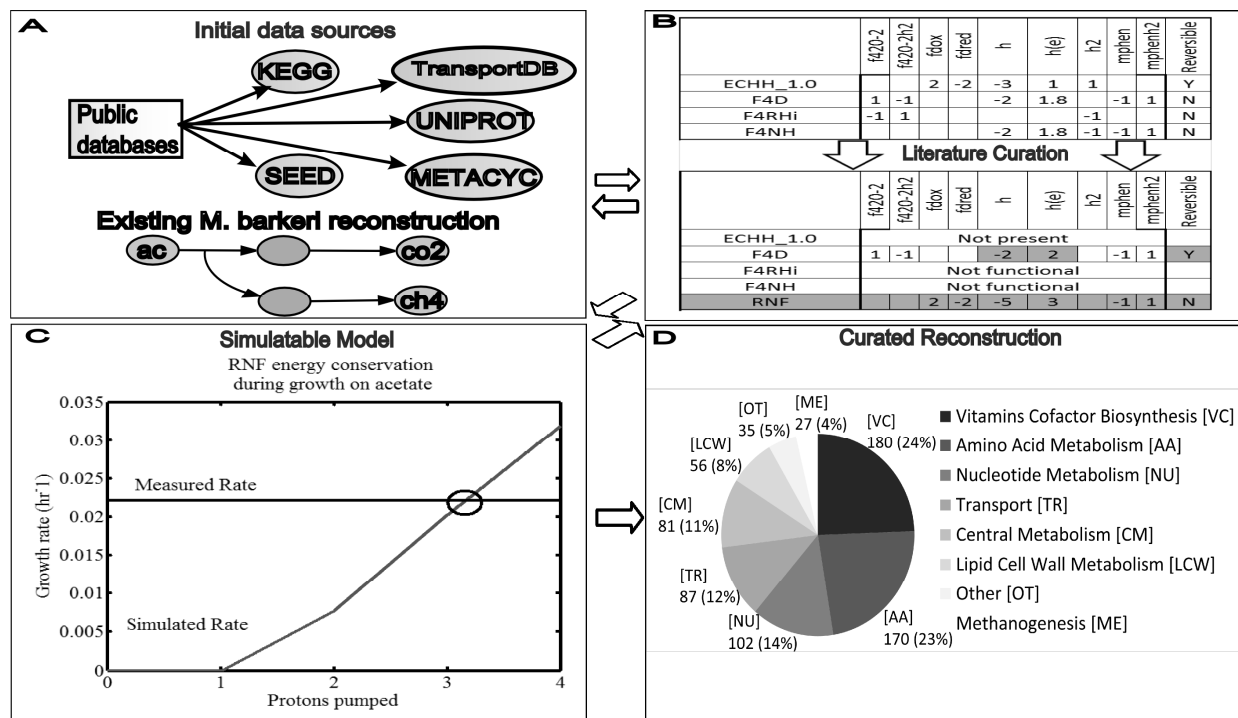 A
Initial data sources
KEGG
TransportDB
Public
databases
UNIPROT
SEED
METACYC
Existing M. barkeri reconstruction
ac
co2
ch4
B
f420-2 f420-2h2 fdox fdred h h(e) h2 mphen mphenh2 Reversible
ECHH_1.0 2 -2 -3 1 1 Y
F4D 1 -1 -2 1.8 -1 1 N
F4RHi -1 1 -1 N
F4NH -2 1.8 -1 -1 1 N
Literature Curation
f420-2 f420-2h2 fdox fdred h h(e) h2 mphen mphenh2 Reversible
ECHH_1.0 Not present
F4D 1 -1 -2 2 -1 1 Y
F4RHi Not functional
F4NH Not functional
RNF 2 -2 -5 3 -1 1 N
C
Simulatable Model
RNF energy conservation
during growth on acetate
Growth rate (hr-1)
0.035
0.03
0.025
0.02
0.015
0.01
0.005
0
Measured Rate
Simulated Rate
0 1 2 3 4
Protons pumped
D
Curated Reconstruction
[VC]
180 (24%)
[AA]
170 (23%)
[NU]
102 (14%)
[TR]
87 (12%)
[CM]
81 (11%)
[LCW]
56 (8%)
[OT]
35 (5%)
[ME]
27 (4%)
Vitamins Cofactor Biosynthesis [VC]
Amino Acid Metabolism [AA]
Nucleotide Metabolism [NU]
Transport [TR]
Central Metabolism [CM]
Lipid Cell Wall Metabolism [LCW]
Other [OT]
Methanogenesis [ME]